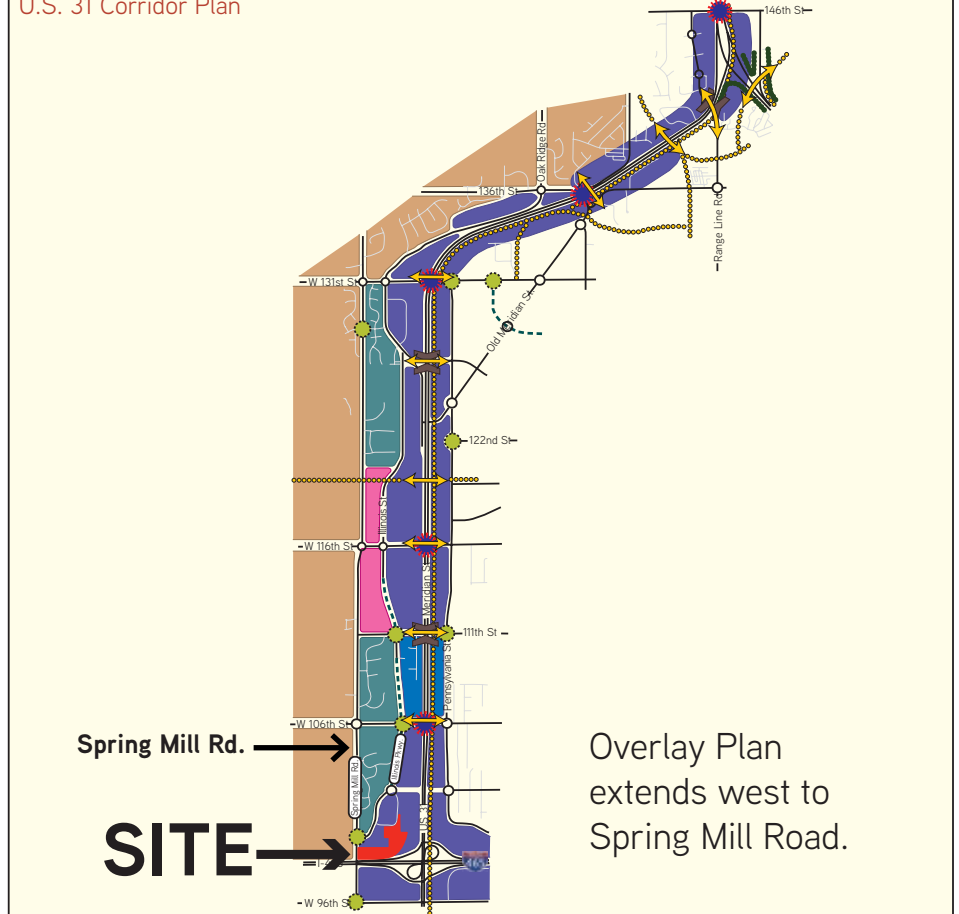 U.S. 31 Corridor Plan
146th St
Oak Ridge Rd
136th St
Range Line Rd
W 131st St
Old Meridian St
122nd St
Illinois St
W 116th St
Meridian St
111th St
Pennsylvania St
W 106th St
Spring Mill Rd.
Illinois Pkwy
Spring Mill Rd
U.S. 31
Overlay Plan
extends west to
Spring Mill Road.
SITE
W 96th St